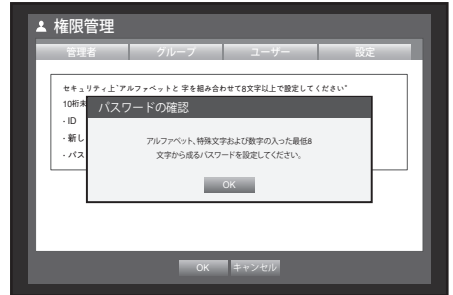 権限管理
管理者 グループ ユーザー 設定
セキュリティ上"アルファベットと 字を組み合わせて8文字以上で設定してください"
10桁未
· ID
· 新し
· パス
パスワードの確認
アルファベット、特殊文字および数字の入った最低8
文字から成るパスワードを設定してください。
OK
OK キャンセル